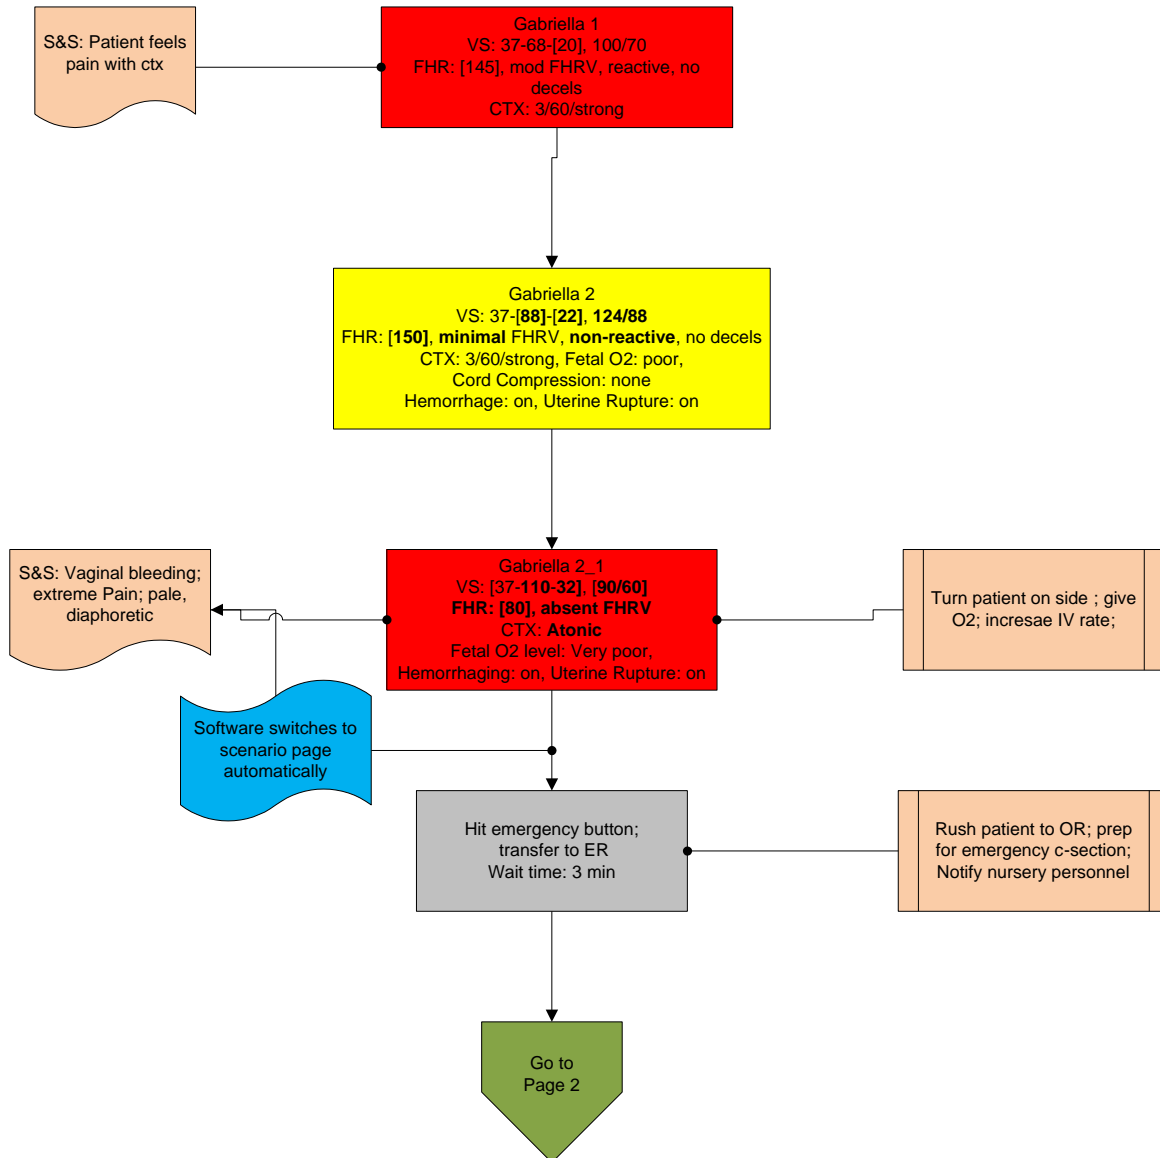 S&S: Patient feels
pain with ctx
Gabriella 1
VS: 37-68-[20], 100/70
FHR: [145], mod FHRV, reactive, no
decels
CTX: 3/60/strong
Gabriella 2
VS: 37-[88]-[22], 124/88
FHR: [150], minimal FHRV, non-reactive, no decels
CTX: 3/60/strong, Fetal O2: poor,
Cord Compression: none
Hemorrhage: on, Uterine Rupture: on
S&S: Vaginal bleeding;
extreme Pain; pale,
diaphoretic
Gabriella 2_1
VS: [37-110-32], [90/60]
FHR: [80], absent FHRV
CTX: Atonic
Fetal O2 level: Very poor,
Hemorrhaging: on, Uterine Rupture: on
Turn patient on side ; give
O2; incresae IV rate;
Software switches to
scenario page
automatically
Hit emergency button;
transfer to ER
Wait time: 3 min
Rush patient to OR; prep
for emergency c-section;
Notify nursery personnel
Go to
Page 2